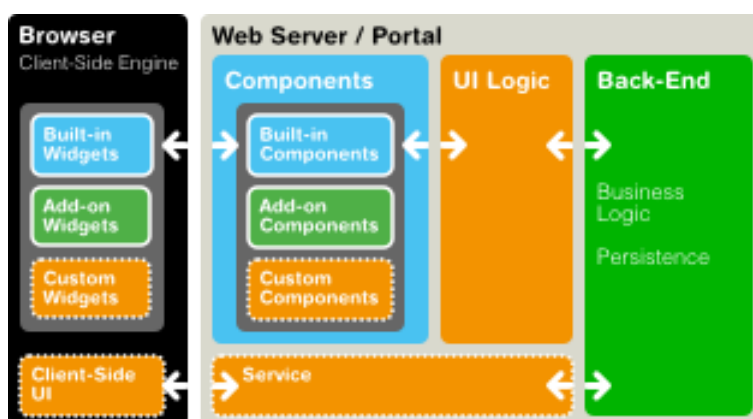 Browser
Client-Side Engine
Built-in
Widgets
Add-on
Widgets
Custom
Widgets
Client-Side
UI
Web Server / Portal
Components
Built-in
Components
Add-on
Components
Custom
Components
UI Logic
Back-End
Business
Logic
Persistence
Service